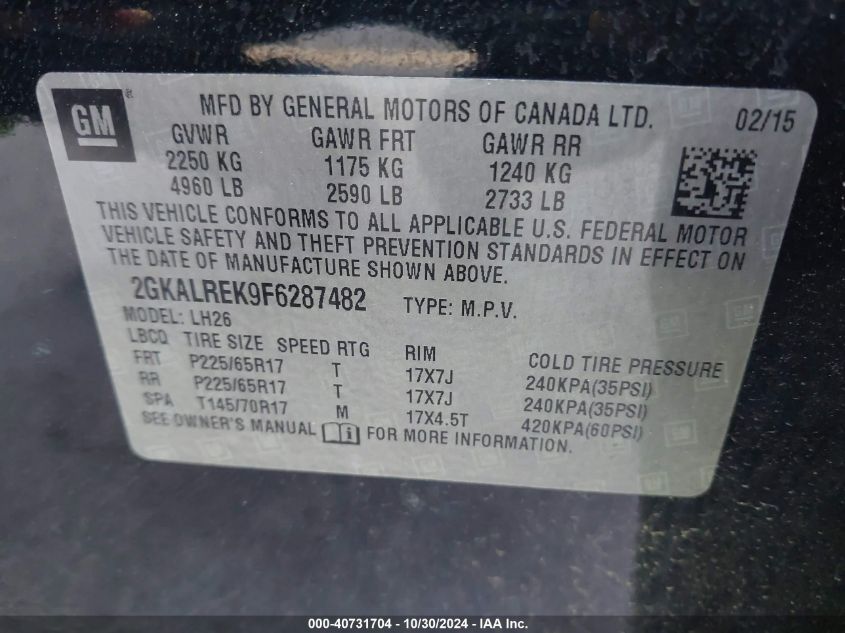 GM ®
MFD BY GENERAL MOTORS OF CANADA LTD. 02/15
GVWR GAWR FRT GAWR RR
2250 KG 1175 KG 1240 KG
4960 LB 2590 LB 2733 LB
THIS VEHICLE CONFORMS TO ALL APPLICABLE U.S. FEDERAL MOTOR
VEHICLE SAFETY AND THEFT PREVENTION STANDARDS IN EFFECT ON
THE DATE OF MANUFACTURE SHOWN ABOVE.
2GKALREK9F6287482 TYPE: M.P.V.
MODEL: LH26
LBCQ TIRE SIZE SPEED RTG RIM COLD TIRE PRESSURE
FRT P225/65R17 T 17X7J 240KPA(35PSI)
RR P225/65R17 T 17X7J 240KPA(35PSI)
SPA T145/70R17 M 17X4.5T 420KPA(60PSI)
SEE OWNER'S MANUAL i FOR MORE INFORMATION.
000-40731704 | 10/30/2024 - IAA Inc.